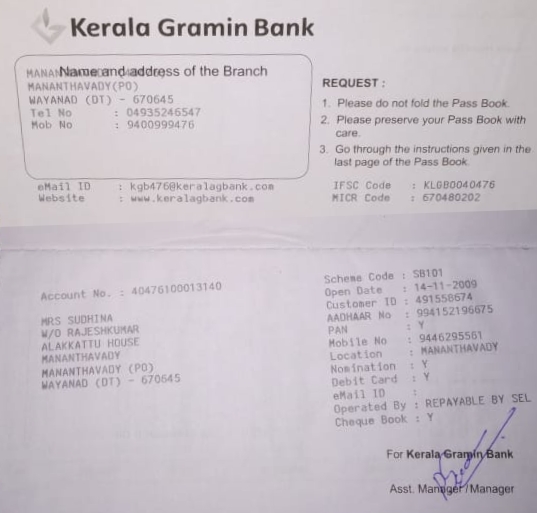 Kerala Gramin Bank
Name and address of the Branch
MANANTHAVADY(PO)
WAYANAD (DT) - 670645
Tel No : 04935246547
Mob No : 9400999476
eMail ID : kgb476@keralagbank.com
Website : www.keralagbank.com
REQUEST :
1. Please do not fold the Pass Book.
2. Please preserve your Pass Book with
care.
3. Go through the instructions given in the
last page of the Pass Book.
IFSC Code : KLGB0040476
MICR Code : 670480202
Account No. : 40476100013140
MRS SUDHINA
W/O RAJESHKUMAR
ALAKKATTU HOUSE
MANANTHAVADY
MANANTHAVADY (PO)
WAYANAD (DT) - 670645
Scheme Code : SB101
Open Date : 14-11-2009
Customer ID : 491558674
AADHAAR No : 994152196675
PAN : Y
Mobile No : 9446295561
Location : MANANTHAVADY
Nomination : Y
Debit Card : Y
eMail ID :
Operated By : REPAYABLE BY SEL
Cheque Book : Y
For Kerala Gramin Bank
Asst. Manager / Manager